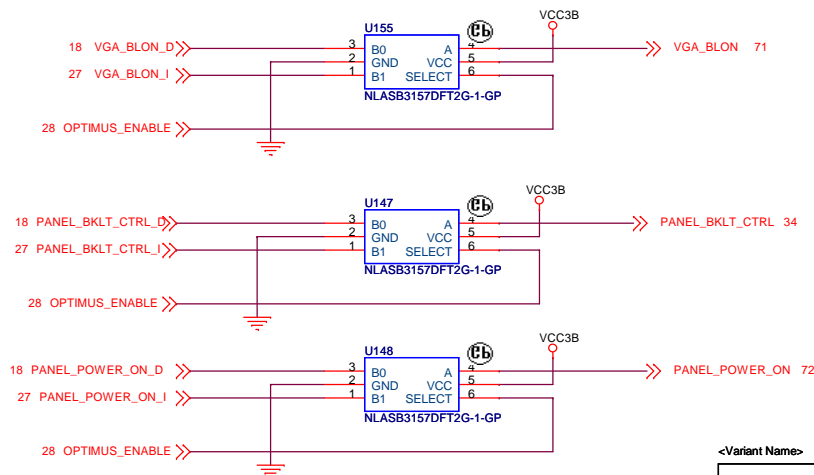 VCC3B
U155
18 VGA_BLON_D
3 B0 A 4
VGA_BLON 71
2 GND VCC 5
27 VGA_BLON_I
1 B1 SELECT 6
NLASB3157DFT2G-1-GP
28 OPTIMUS_ENABLE
VCC3B
U147
18 PANEL_BKLT_CTRL_D
3 B0 A 4
PANEL_BKLT_CTRL 34
2 GND VCC 5
27 PANEL_BKLT_CTRL_I
1 B1 SELECT 6
NLASB3157DFT2G-1-GP
28 OPTIMUS_ENABLE
VCC3B
U148
18 PANEL_POWER_ON_D
3 B0 A 4
PANEL_POWER_ON 72
2 GND VCC 5
27 PANEL_POWER_ON_I
1 B1 SELECT 6
NLASB3157DFT2G-1-GP
28 OPTIMUS_ENABLE
<Variant Name>